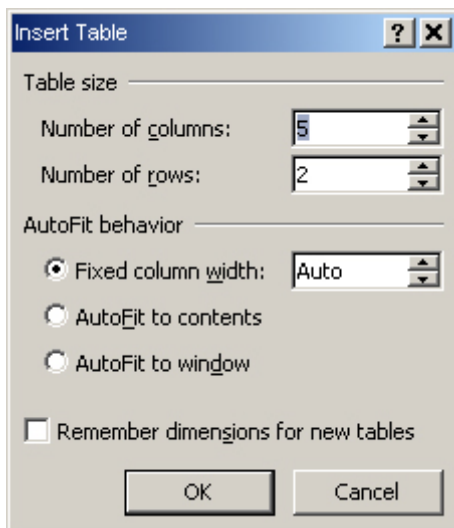 Insert Table
Table size
Number of columns: 5
Number of rows: 2
AutoFit behavior
Fixed column width: Auto
AutoFit to contents
AutoFit to window
Remember dimensions for new tables
OK Cancel